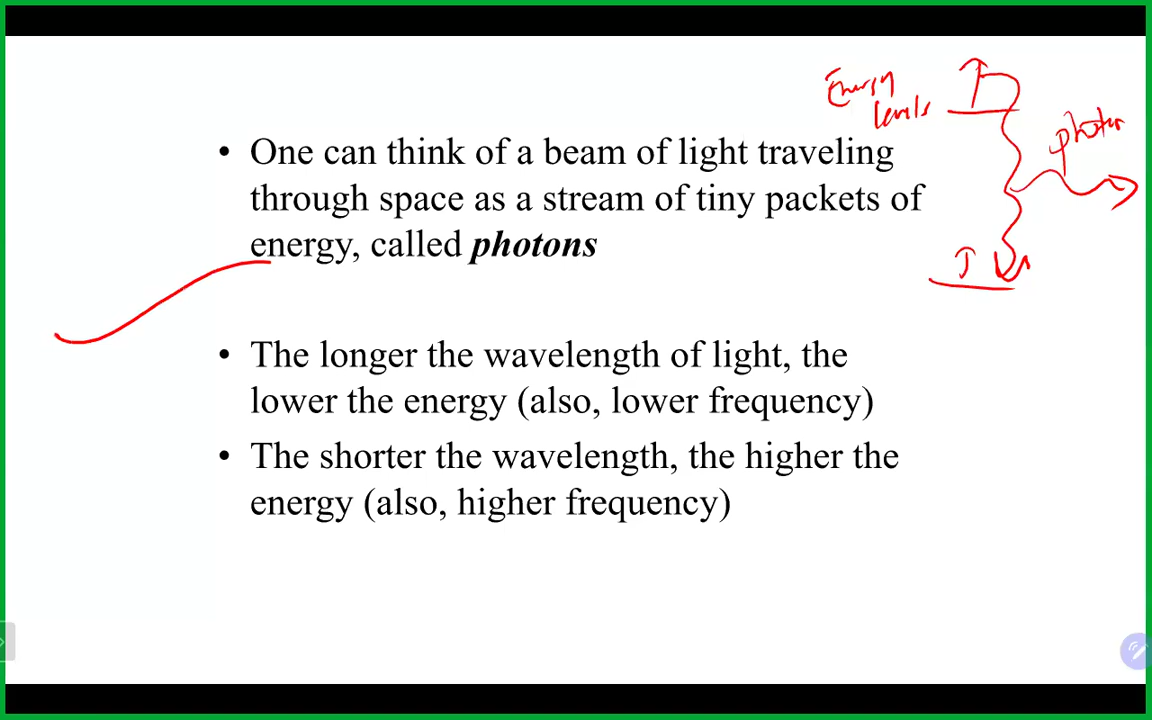 Energy
levels
photon
• One can think of a beam of light traveling
through space as a stream of tiny packets of
energy, called photons
• The longer the wavelength of light, the
lower the energy (also, lower frequency)
• The shorter the wavelength, the higher the
energy (also, higher frequency)